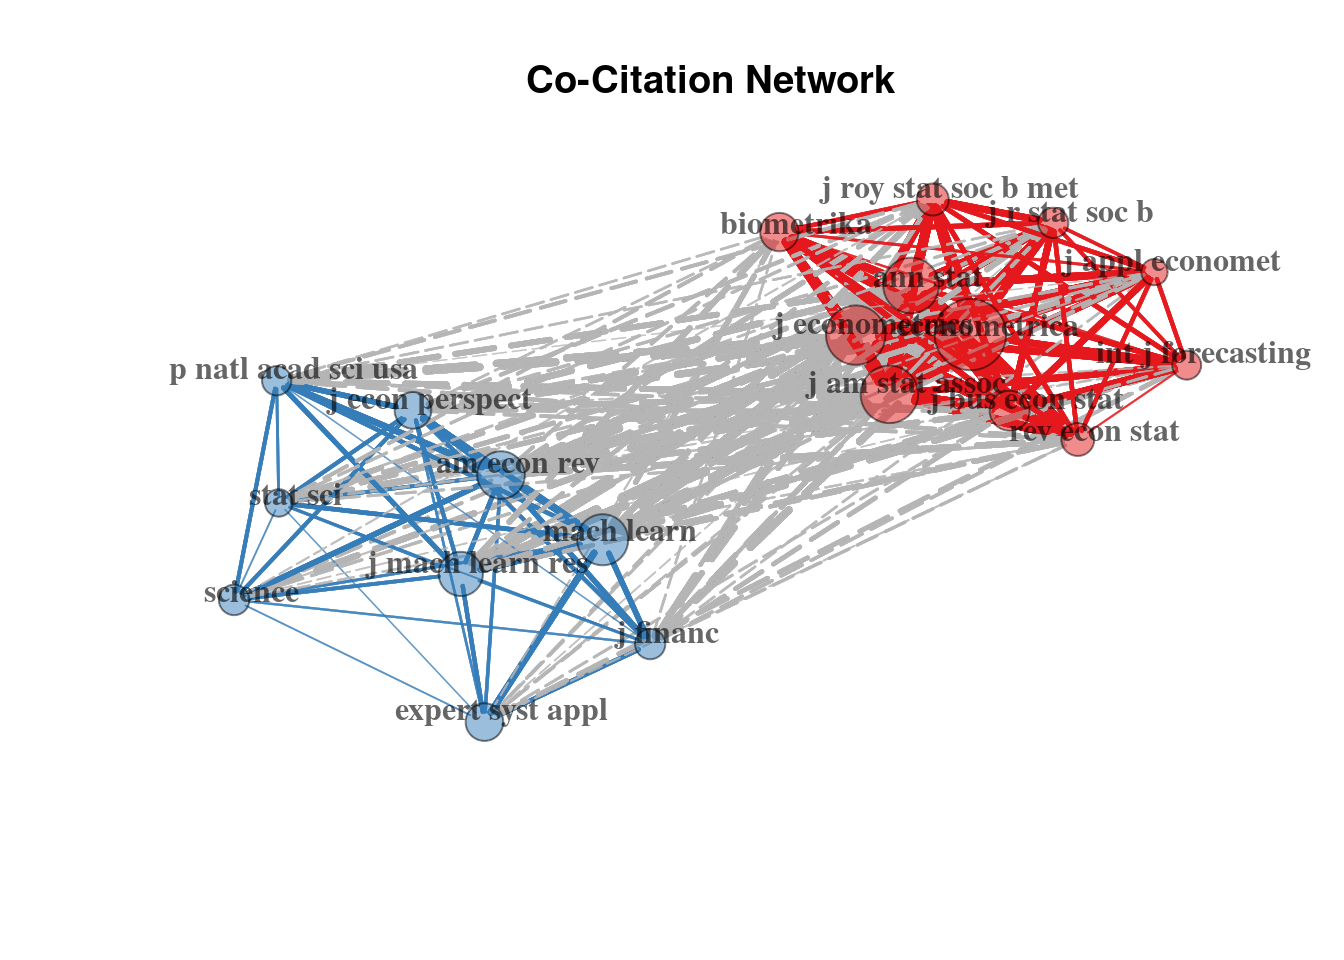 Co-Citation Network
j roy stat soc b met
j r stat soc b
biometrika
j appl economet
ann stat
j econometrics
econometrica
int j forecasting
p natl acad sci usa
j am stat assoc
j econ perspect
j bus econ stat
rev econ stat
am econ rev
stat sci
mach learn
j mach learn res
science
j financ
expert syst appl